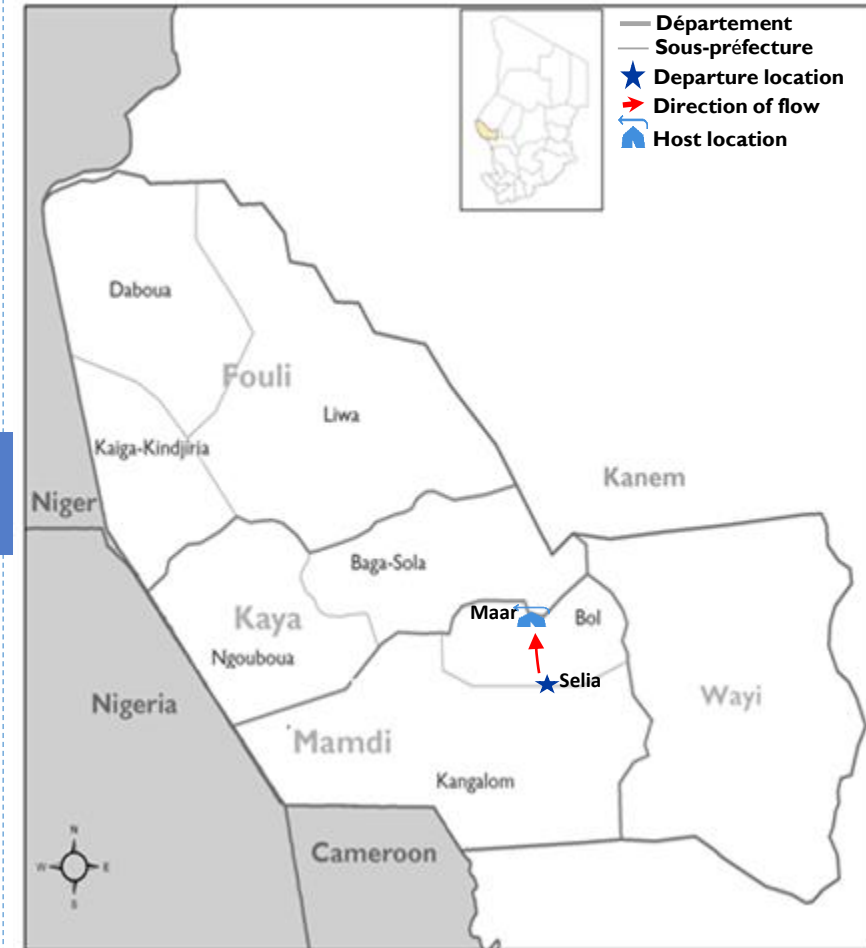 Département
Sous-préfecture
Departure location
Direction of flow
Host location
Daboua
Fouli
Liwa
Kaiga-Kindjiria
Kanem
Niger
Baga-Sola
Maar
Bol
Kaya
Ngouboua
Selia
Nigeria
Wayi
Mamdi
Kangalom
N
W E
S
Cameroon